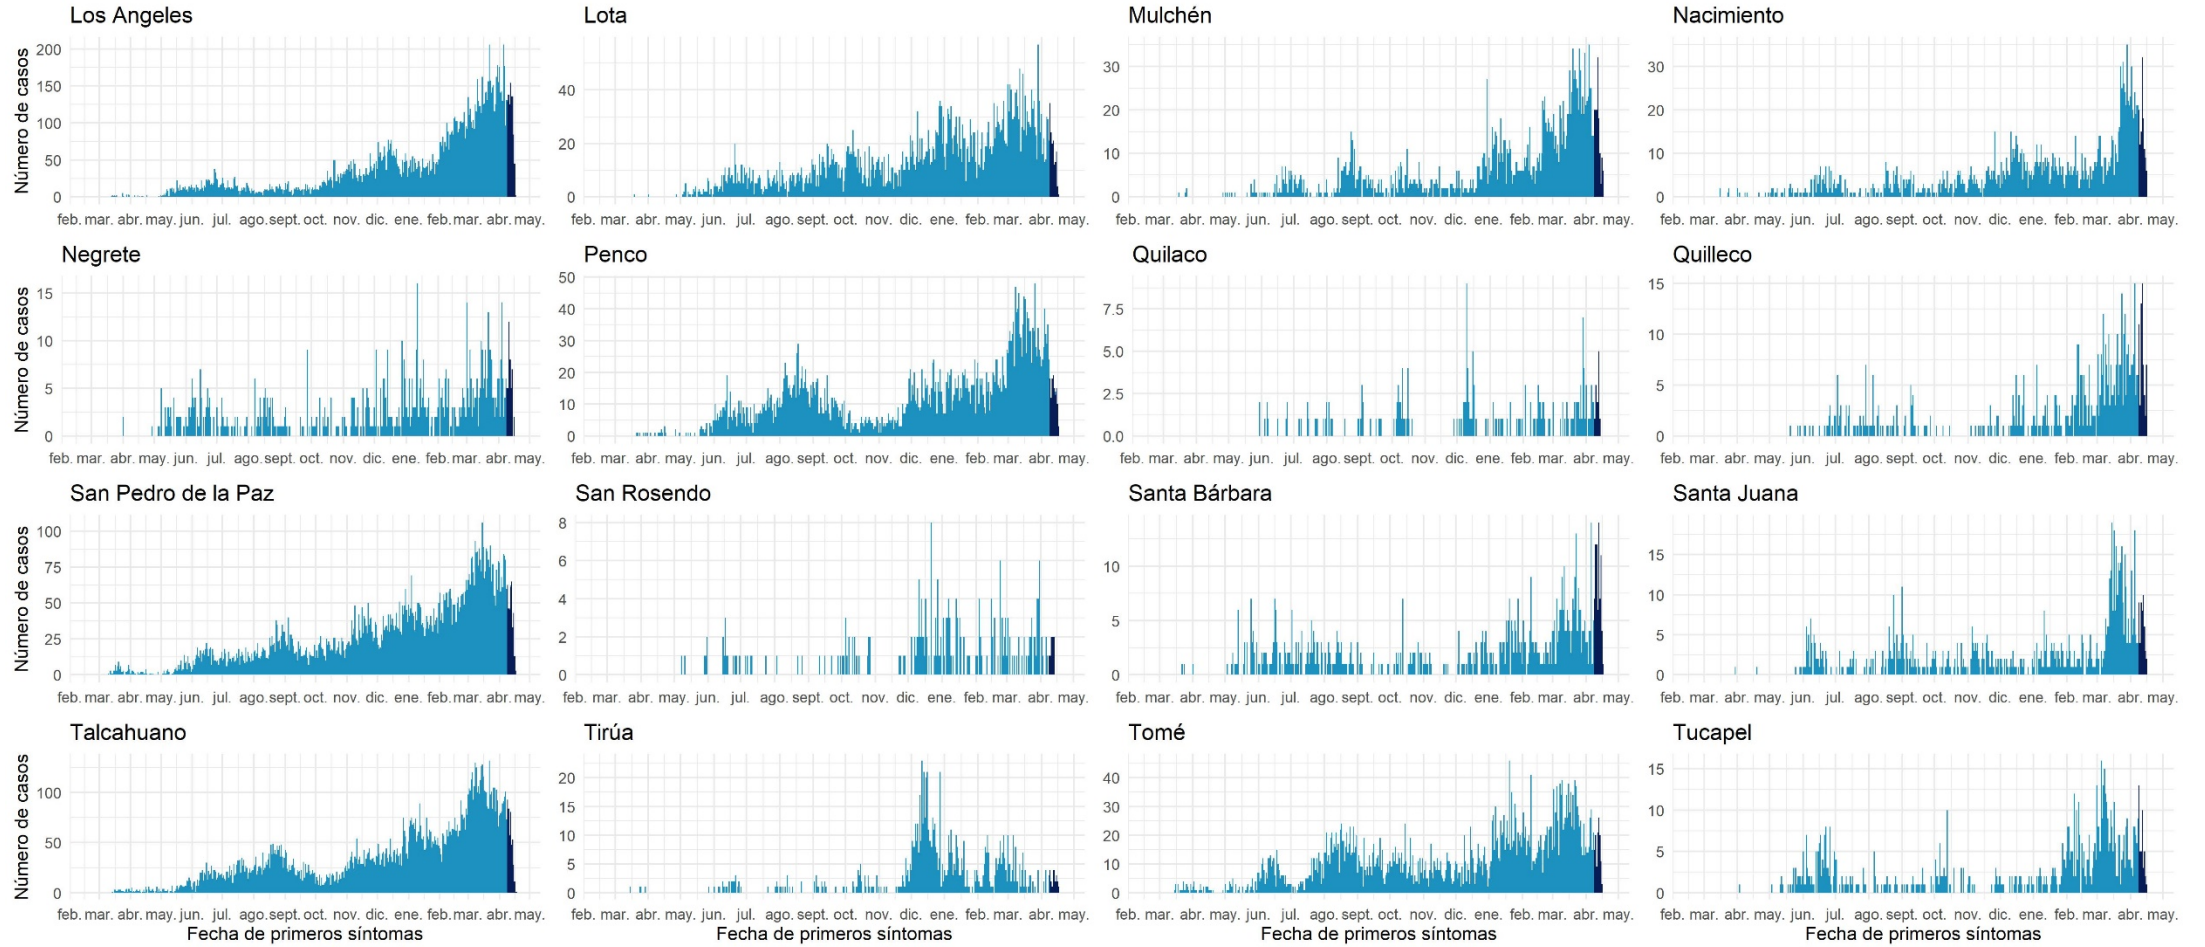 Los Angeles
Lota
Mulchén
Nacimiento
Número de casos
200
150
100
50
0
40
20
0
30
20
10
0
30
20
10
0
feb. mar. abr. may. jun. jul. ago. sept. oct. nov. dic. ene. feb. mar. abr. may.
feb. mar. abr. may. jun. jul. ago. sept. oct. nov. dic. ene. feb. mar. abr. may.
feb. mar. abr. may. jun. jul. ago. sept. oct. nov. dic. ene. feb. mar. abr. may.
feb. mar. abr. may. jun. jul. ago. sept. oct. nov. dic. ene. feb. mar. abr. may.
Negrete
Penco
Quilaco
Quilleco
Número de casos
15
10
5
0
50
40
30
20
10
0
7.5
5.0
2.5
0.0
15
10
5
0
feb. mar. abr. may. jun. jul. ago. sept. oct. nov. dic. ene. feb. mar. abr. may.
feb. mar. abr. may. jun. jul. ago. sept. oct. nov. dic. ene. feb. mar. abr. may.
feb. mar. abr. may. jun. jul. ago. sept. oct. nov. dic. ene. feb. mar. abr. may.
feb. mar. abr. may. jun. jul. ago. sept. oct. nov. dic. ene. feb. mar. abr. may.
San Pedro de la Paz
San Rosendo
Santa Bárbara
Santa Juana
Número de casos
100
75
50
25
0
8
6
4
2
0
10
5
0
15
10
5
0
feb. mar. abr. may. jun. jul. ago. sept. oct. nov. dic. ene. feb. mar. abr. may.
feb. mar. abr. may. jun. jul. ago. sept. oct. nov. dic. ene. feb. mar. abr. may.
feb. mar. abr. may. jun. jul. ago. sept. oct. nov. dic. ene. feb. mar. abr. may.
feb. mar. abr. may. jun. jul. ago. sept. oct. nov. dic. ene. feb. mar. abr. may.
Talcahuano
Tirúa
Tomé
Tucapel
Número de casos
100
50
0
20
15
10
5
0
40
30
20
10
0
15
10
5
0
feb. mar. abr. may. jun. jul. ago. sept. oct. nov. dic. ene. feb. mar. abr. may.
feb. mar. abr. may. jun. jul. ago. sept. oct. nov. dic. ene. feb. mar. abr. may.
feb. mar. abr. may. jun. jul. ago. sept. oct. nov. dic. ene. feb. mar. abr. may.
feb. mar. abr. may. jun. jul. ago. sept. oct. nov. dic. ene. feb. mar. abr. may.
Fecha de primeros síntomas
Fecha de primeros síntomas
Fecha de primeros síntomas
Fecha de primeros síntomas